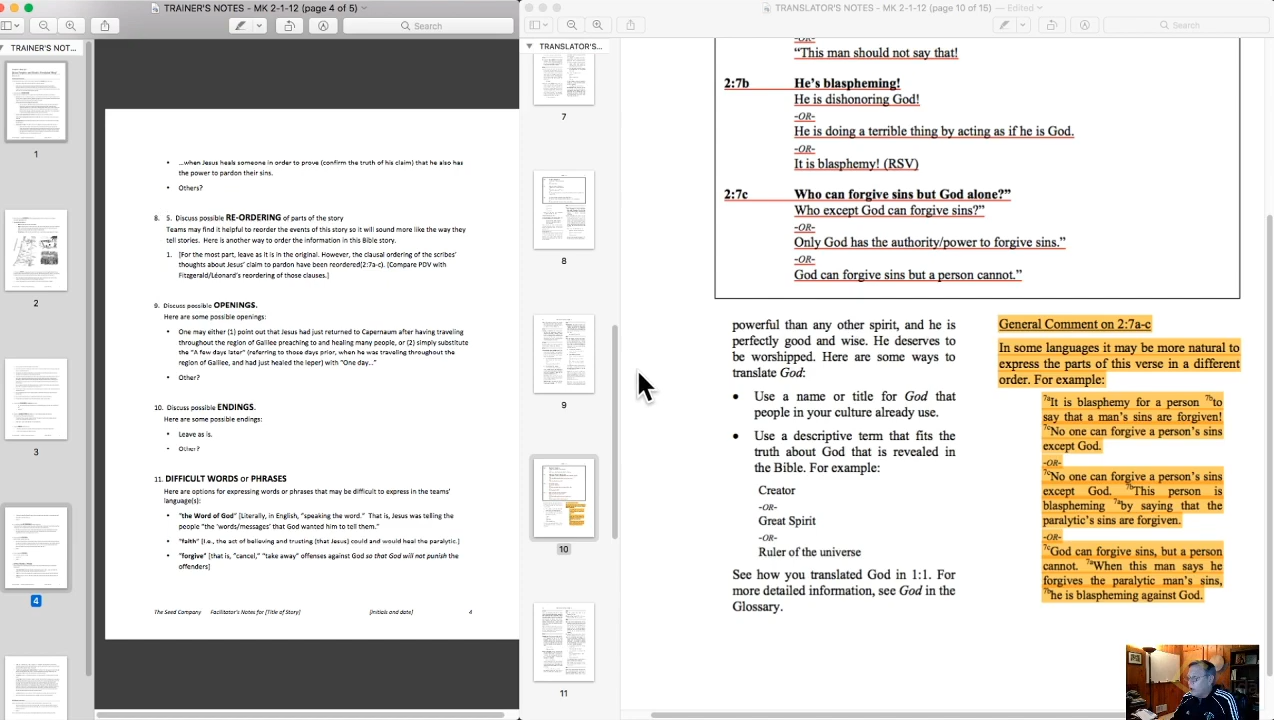 TRAINER'S NOTES - MK 2-1-12 (page 4 of 5)
Search
TRAINER'S NOT...
1
2
3
4
…when Jesus heals someone in order to prove (confirm the truth of his claim) that he also has
the power to pardon their sins.
Others?
8. 5. Discuss possible RE-ORDERING of parts of the story
Teams may find it helpful to reorder the events of this story so it will sound more like the way they
tell stories. Here is another way to order the information in this Bible story.
1. [For the most part, leave as it is in the original. However, the clausal ordering of the scribes'
thoughts about Jesus' claim to pardon have been reordered(2:7a-c). [Compare PDV with
Fitzgerald/Léonard's reordering of those clauses.]
9. Discuss possible OPENINGS.
Here are some possible openings:
One may either (1) point out that Jesus had just returned to Capernaum after having traveling
throughout the region of Galilee preaching to and healing many people, or (2) simply substitute
the "A few days later" (referring to those days prior, when he was traveling throughout the
region of Galilee, and had just healed the leper) with "One day…"
Other?
10. Discuss possible ENDINGS.
Here are some possible endings:
Leave as is.
Other?
11. DIFFICULT WORDS or PHRASES
Here are options for expressing words or phrases that may be difficult to express in the teams'
language(s):
"the Word of God" [Literally, in English, "speaking the word." That is, Jesus was telling the
people "the 'words/messages' that God wanted him to tell them."
"faith" [I.e., the act of believing and trusting [that Jesus] could and would heal the paralytic.]
"forgive" [that is, "cancel," "take away" offenses against God so that God will not punish the
offenders]
The Seed Company Facilitator's Notes for [Title of Story] [Initials and date] 4
TRANSLATOR'S NOTES - MK 2-1-12 (page 10 of 15) — Edited
Search
TRANSLATOR'S...
7
8
9
10
11
-OR-
"This man should not say that!
2:7b He's blaspheming!
He is dishonoring God!
-OR-
He is doing a terrible thing by acting as if he is God.
-OR-
It is blasphemy! (RSV)
2:7c Who can forgive sins but God alone?"
Who except God can forgive sins?"
-OR-
Only God has the authority/power to forgive sins."
-OR-
God can forgive sins but a person cannot."
powerful than any other spirit, and he is
perfectly good and wise. He deserves to
be worshipped. Here are some ways to
translate God:
Use a name or title for God that
people in your culture already use.
Use a descriptive term that fits the
truth about God that is revealed in
the Bible. For example:
Creator
-OR-
Great Spirit
-OR-
Ruler of the universe
See how you translated God in 1:1. For
more detailed information, see God in the
Glossary.
General Comment on 2:7a-c
In some languages it may be more natural to
express the parts of this verse in a different
order. For example:
7aIt is blasphemy for a person 7bto
say that a man's sins are forgiven!
7cNo one can forgive a person's sins
except God.
-OR-
7cNo one can forgive a person's sins
except God. 7bThis person is
blaspheming 7aby saying that the
paralytic's sins are forgiven.
-OR-
7cGod can forgive sins, but a person
cannot. 7aWhen this man says he
forgives the paralytic man's sins,
7bhe is blaspheming against God.